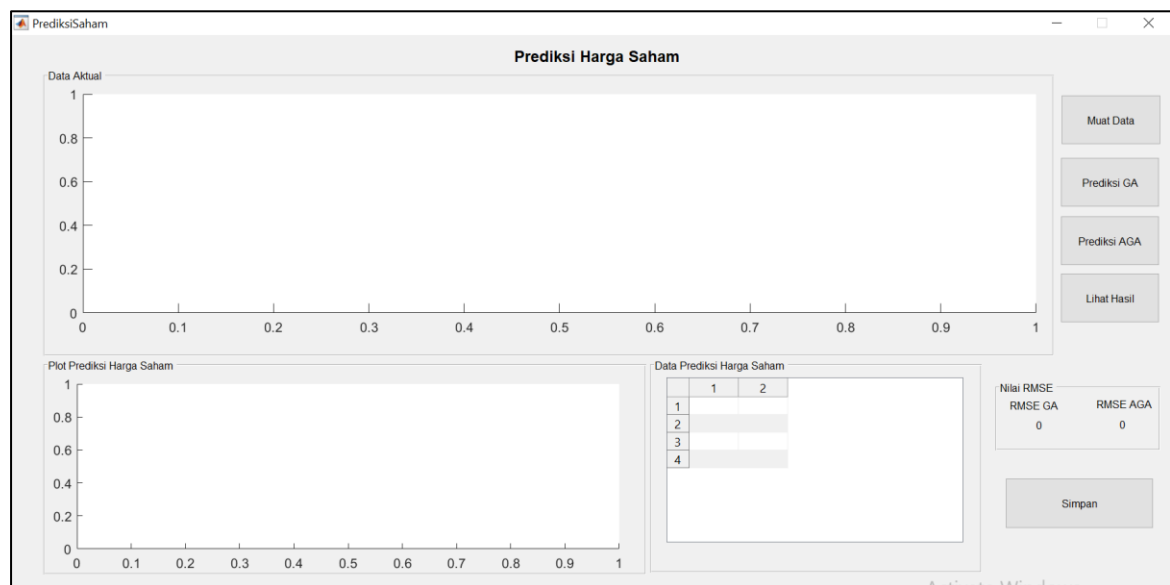 PrediksiSaham
Prediksi Harga Saham
Data Aktual
1
0.8
0.6
0.4
0.2
0
0 0.1 0.2 0.3 0.4 0.5 0.6 0.7 0.8 0.9 1
Muat Data
Prediksi GA
Prediksi AGA
Lihat Hasil
Plot Prediksi Harga Saham
1
0.8
0.6
0.4
0.2
0
0 0.1 0.2 0.3 0.4 0.5 0.6 0.7 0.8 0.9 1
Data Prediksi Harga Saham
1 2
1
2
3
4
Nilai RMSE
RMSE GA RMSE AGA
0 0
Simpan